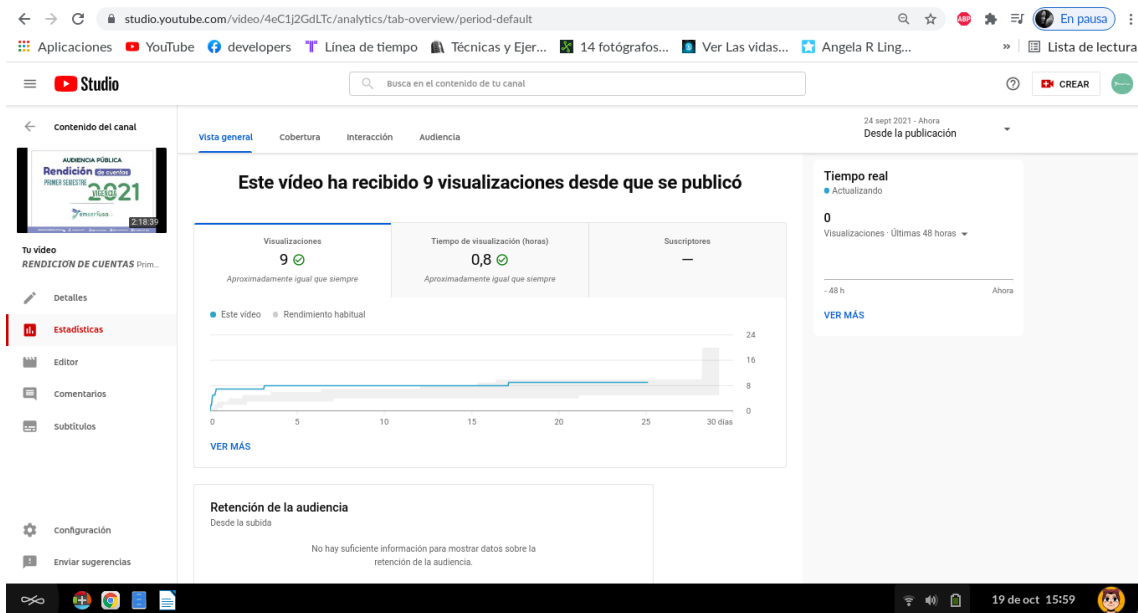 studio.youtube.com/video/4eC1j2GdLTc/analytics/tab-overview/period-default
ABP
En pausa
Aplicaciones YouTube developers Línea de tiempo Técnicas y Ejer... 14 fotógrafos... Ver Las vidas... Angela R Ling... » Lista de lectura
Studio
Busca en el contenido de tu canal
CREAR
Contenido del canal
AUDIENCIA PÚBLICA
Rendición de cuentas
PRIMER SEMESTRE
VIGENCIA
2021
emserfusa
2:18:39
Tu vídeo
RENDICIÓN DE CUENTAS Prim...
Detalles
Estadísticas
Editor
Comentarios
Subtítulos
Configuración
Enviar sugerencias
Vista general Cobertura Interacción Audiencia
24 sept 2021 - Ahora
Desde la publicación
Este vídeo ha recibido 9 visualizaciones desde que se publicó
Visualizaciones
9
Aproximadamente igual que siempre
Tiempo de visualización (horas)
0,8
Aproximadamente igual que siempre
Suscriptores
—
Este vídeo Rendimiento habitual
24
16
8
0
0 5 10 15 20 25 30 días
VER MÁS
Retención de la audiencia
Desde la subida
No hay suficiente información para mostrar datos sobre la
retención de la audiencia.
Tiempo real
Actualizando
0
Visualizaciones · Últimas 48 horas
- 48 h Ahora
VER MÁS
19 de oct 15:59